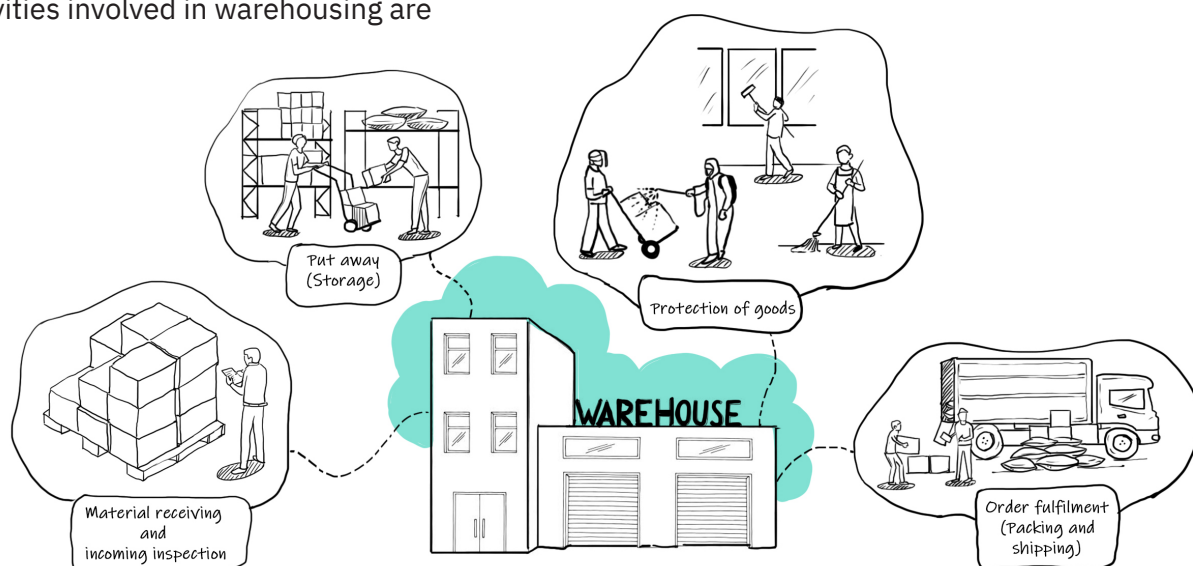 vities involved in warehousing are
Put away
(Storage)
Protection of goods
WAREHOUSE
Material receiving
and
incoming inspection
Order fulfilment
(Packing and
shipping)